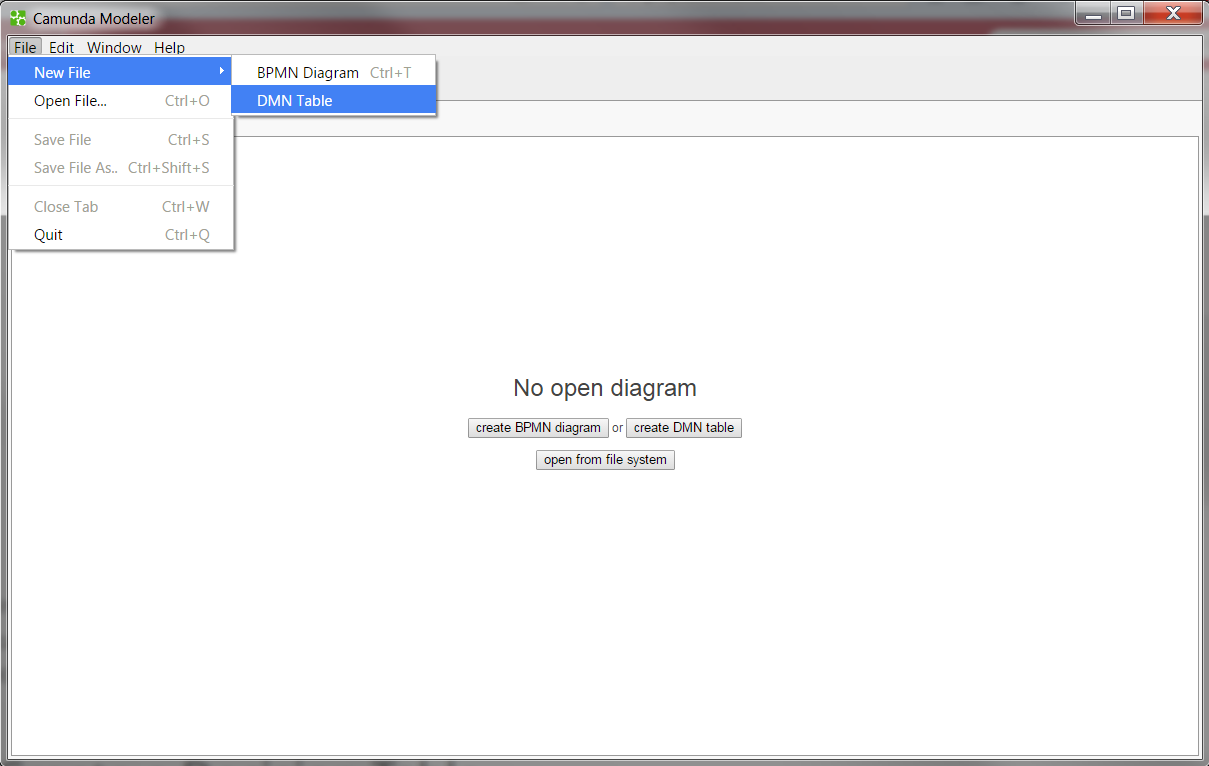 Camunda Modeler
File Edit Window Help
New File
BPMN Diagram Ctrl+T
Open File... Ctrl+O
DMN Table
Save File Ctrl+S
Save File As.. Ctrl+Shift+S
Close Tab Ctrl+W
Quit Ctrl+Q
No open diagram
create BPMN diagram or create DMN table
open from file system